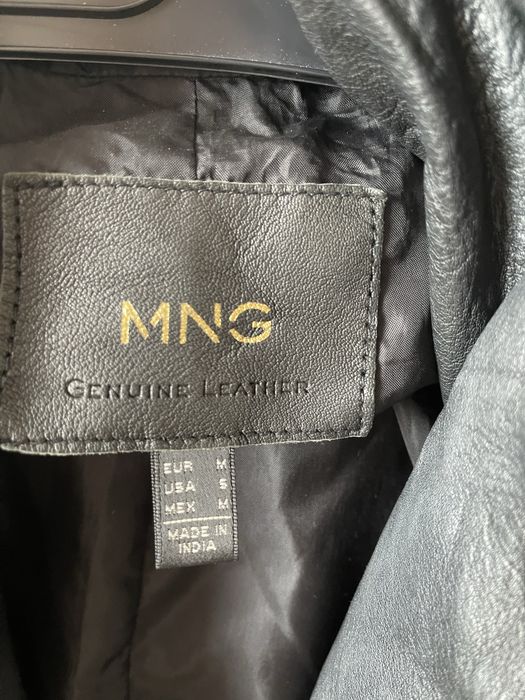 MNG
GENUINE LEATHER
EUR M
USA S
MEX M
MADE IN
INDIA